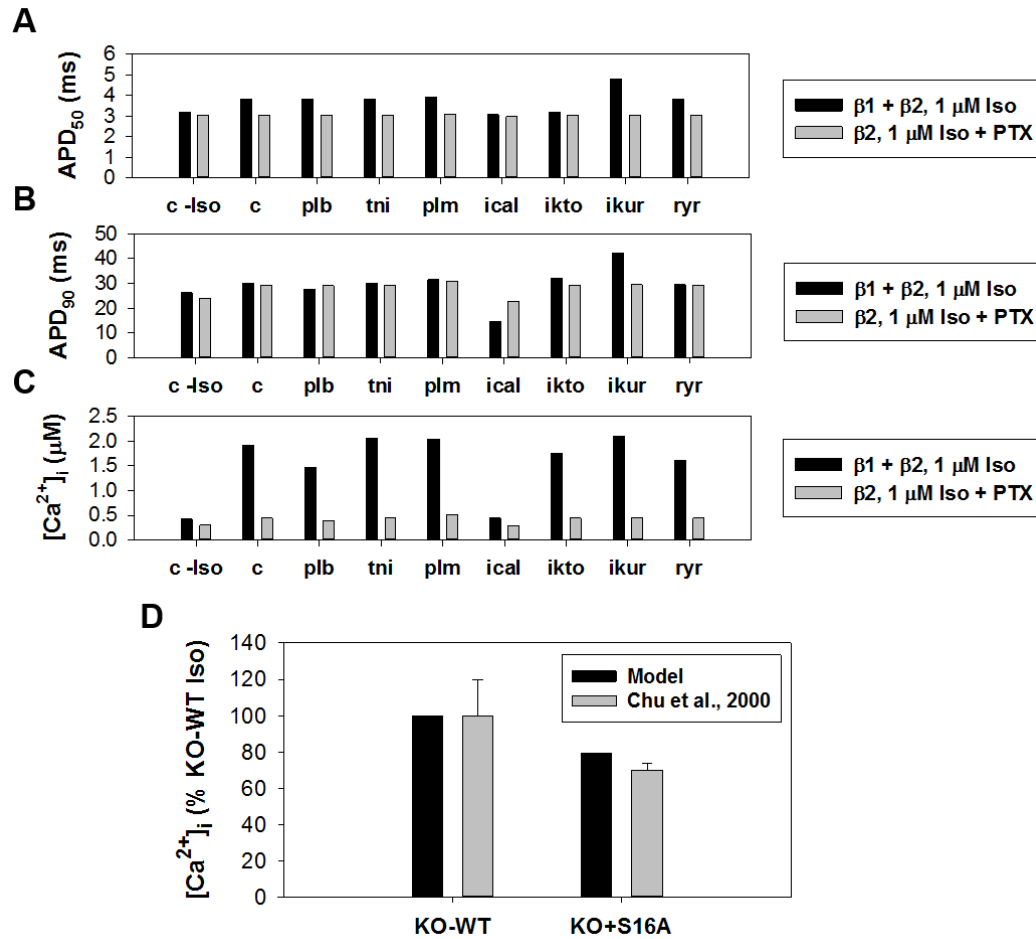 A
APD50 (ms)
6
5
4
3
2
1
0
c -Iso c plb tni plm ical ikto ikur ryr
β1 + β2, 1 μM Iso
β2, 1 μM Iso + PTX
B
APD90 (ms)
50
40
30
20
10
0
c -Iso c plb tni plm ical ikto ikur ryr
β1 + β2, 1 μM Iso
β2, 1 μM Iso + PTX
C
[Ca2+]i (μM)
2.5
2.0
1.5
1.0
0.5
0.0
c -Iso c plb tni plm ical ikto ikur ryr
β1 + β2, 1 μM Iso
β2, 1 μM Iso + PTX
D
[Ca2+]i (% KO-WT Iso)
140
120
100
80
60
40
20
0
Model
Chu et al., 2000
KO-WT KO+S16A